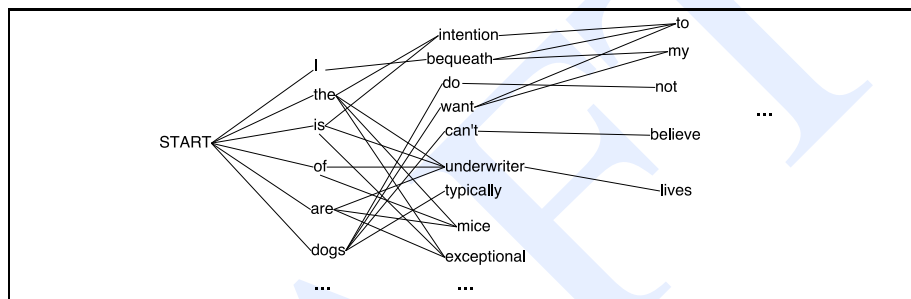 START
I
the
is
of
are
dogs
...
intention
bequeath
do
want
can't
underwriter
typically
mice
exceptional
...
to
my
not
believe
lives
...